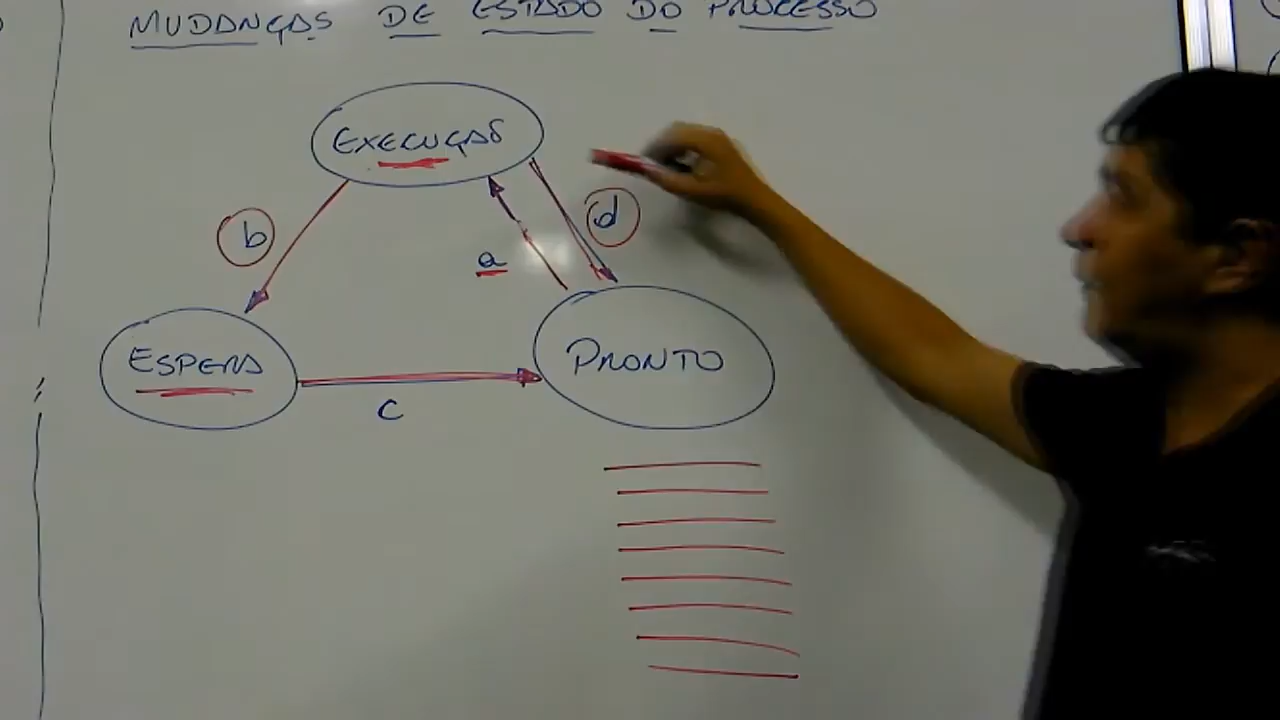 MUDANÇAS DE ESTADO DO PROCESSO
EXECUÇÃO
b
d
a
ESPERA
PRONTO
c